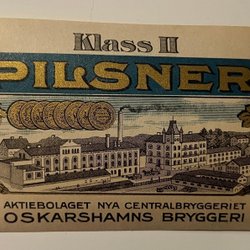 Klass II
PILSNER
AKTIEBOLAGET NYA CENTRALBRYGGERIET
OSKARSHAMNS BRYGGERI